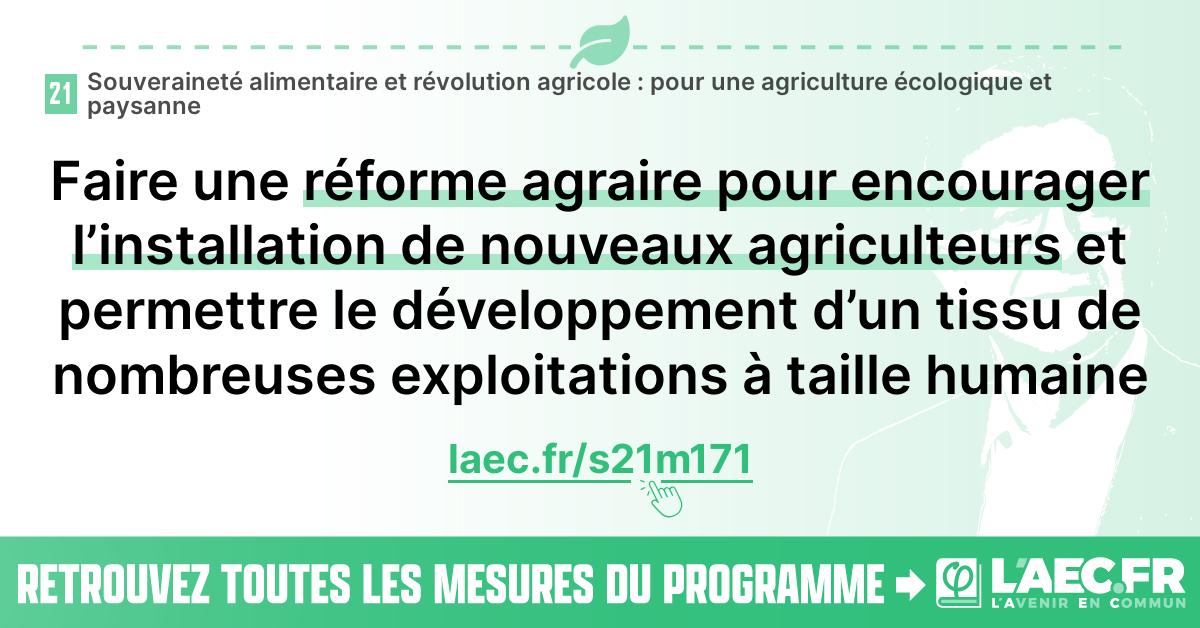 21
Souveraineté alimentaire et révolution agricole : pour une agriculture écologique et
paysanne
Faire une réforme agraire pour encourager
l’installation de nouveaux agriculteurs et
permettre le développement d’un tissu de
nombreuses exploitations à taille humaine
laec.fr/s21m171
RETROUVEZ TOUTES LES MESURES DU PROGRAMME
φ
L'AEC.FR
L'AVENIR EN COMMUN